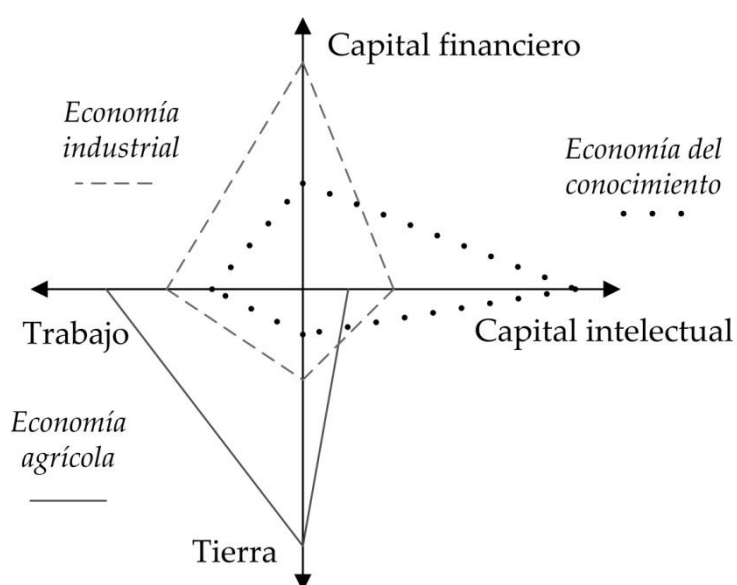 Capital financiero
Economía
industrial
Economía del
conocimiento
Trabajo
Capital intelectual
Economía
agrícola
Tierra